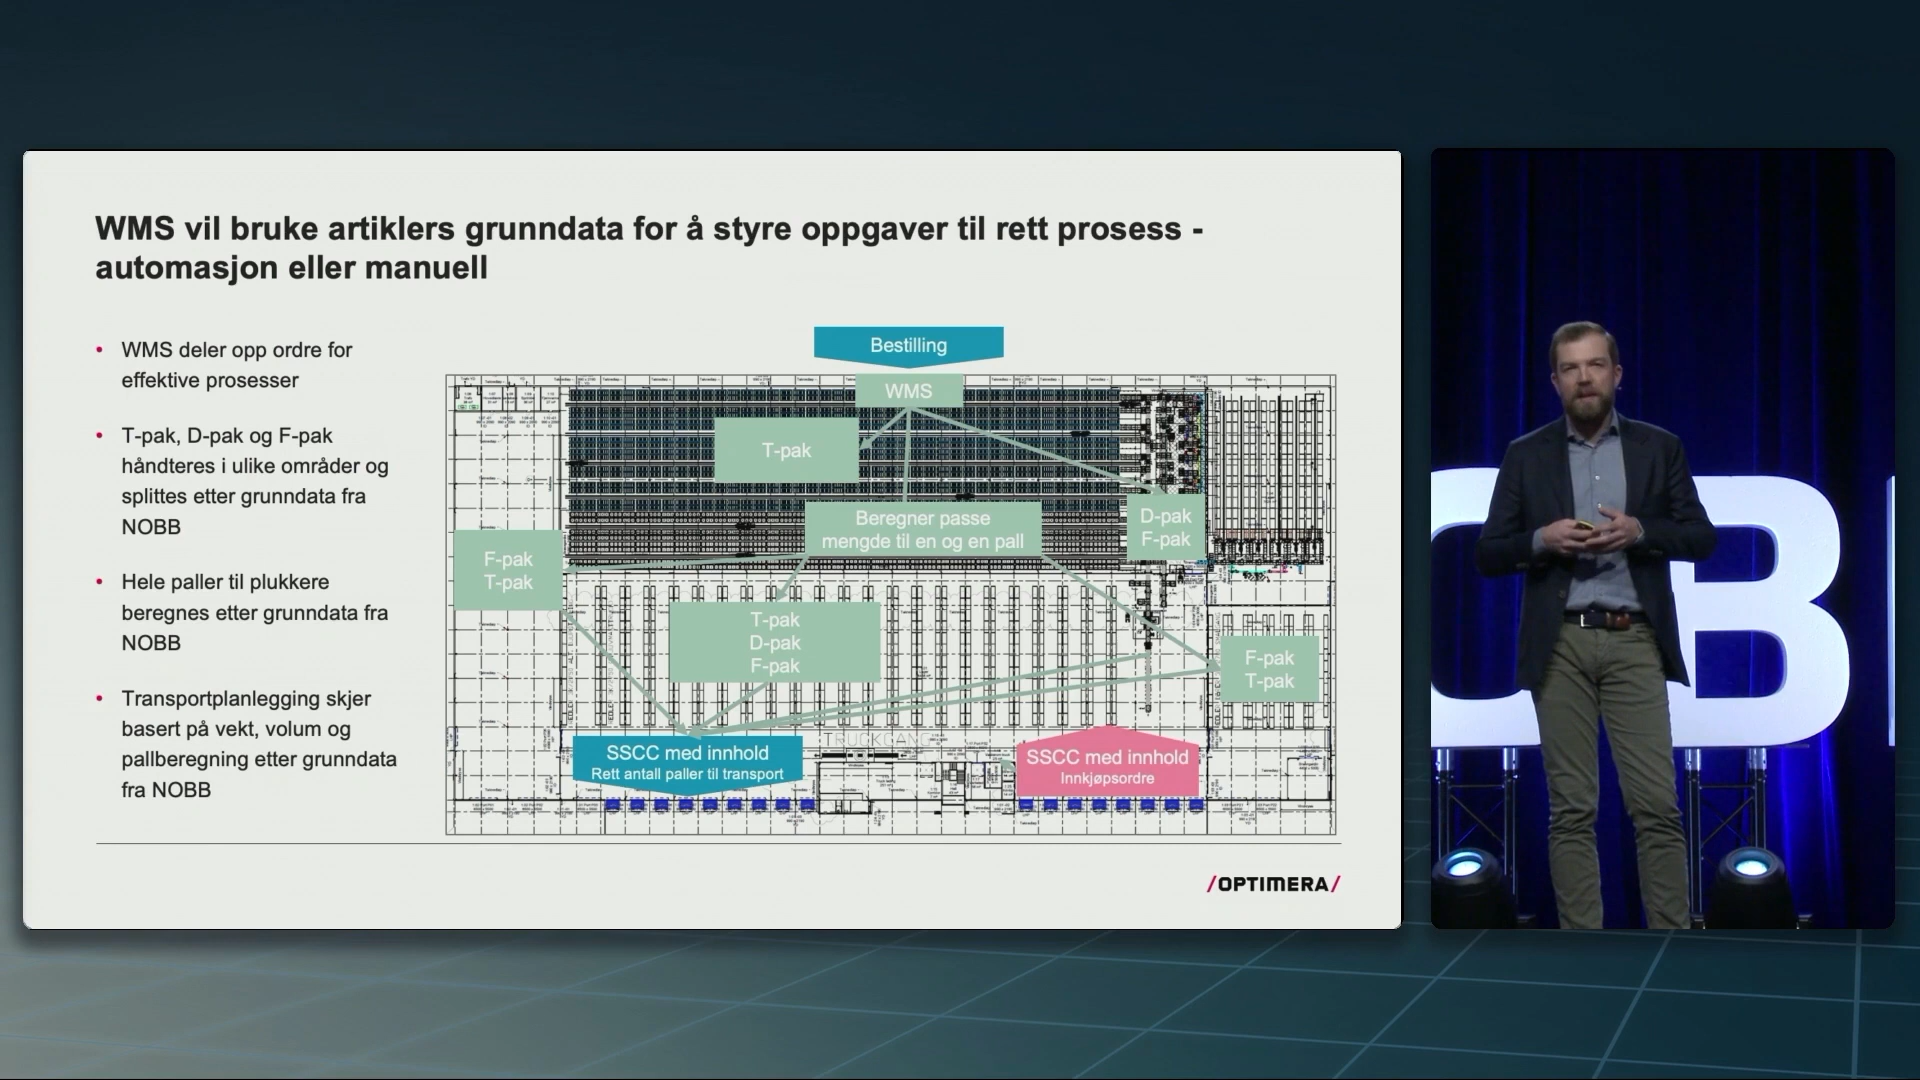 WMS vil bruke artiklers grunndata for å styre oppgaver til rett prosess -
automasjon eller manuell
• WMS deler opp ordre for
effektive prosesser
• T-pak, D-pak og F-pak
håndteres i ulike områder og
splittes etter grunndata fra
NOBB
• Hele paller til plukkere
beregnes etter grunndata fra
NOBB
• Transportplanlegging skjer
basert på vekt, volum og
pallberegning etter grunndata
fra NOBB
Bestilling
WMS
T-pak
Beregner passe
mengde til en og en pall
D-pak
F-pak
F-pak
T-pak
T-pak
D-pak
F-pak
F-pak
T-pak
TRUCKGANG
SSCC med innhold
Rett antall paller til transport
SSCC med innhold
Innkjøpsordre
/OPTIMERA/
B